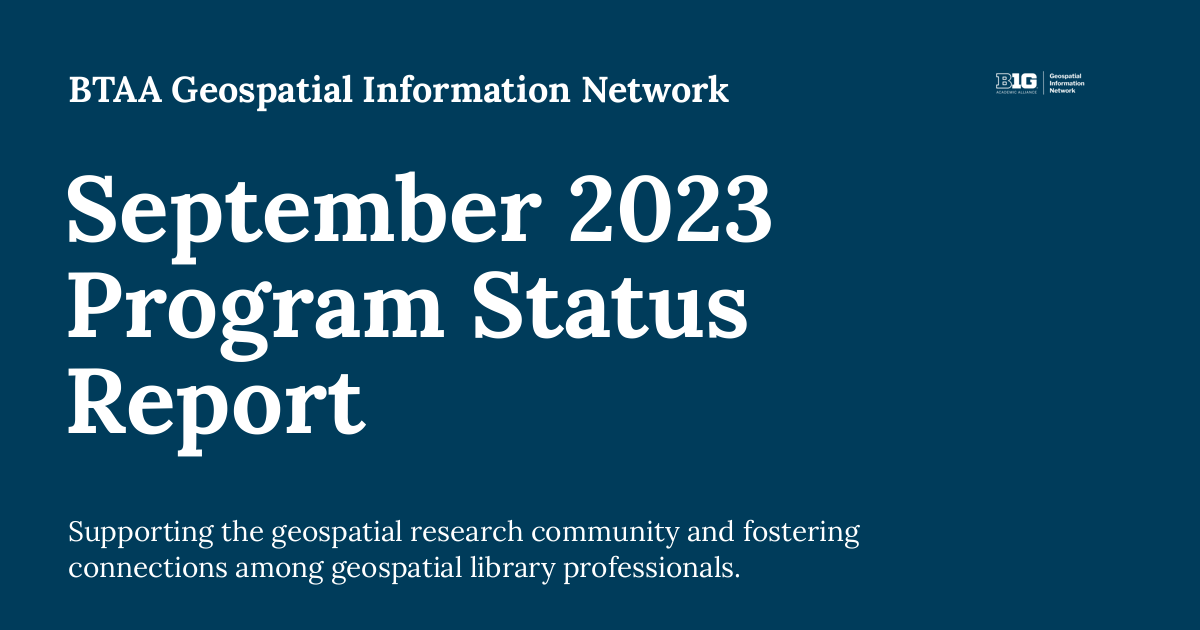 BTAA Geospatial Information Network
B1G
ACADEMIC ALLIANCE
Geospatial
Information
Network
September 2023
Program Status
Report
Supporting the geospatial research community and fostering
connections among geospatial library professionals.